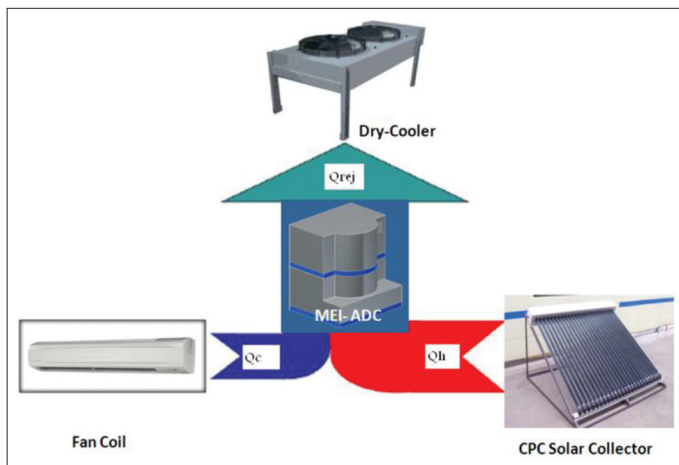 Dry-Cooler
Qrej
MEI- ADC
Qc
Qh
Fan Coil
CPC Solar Collector